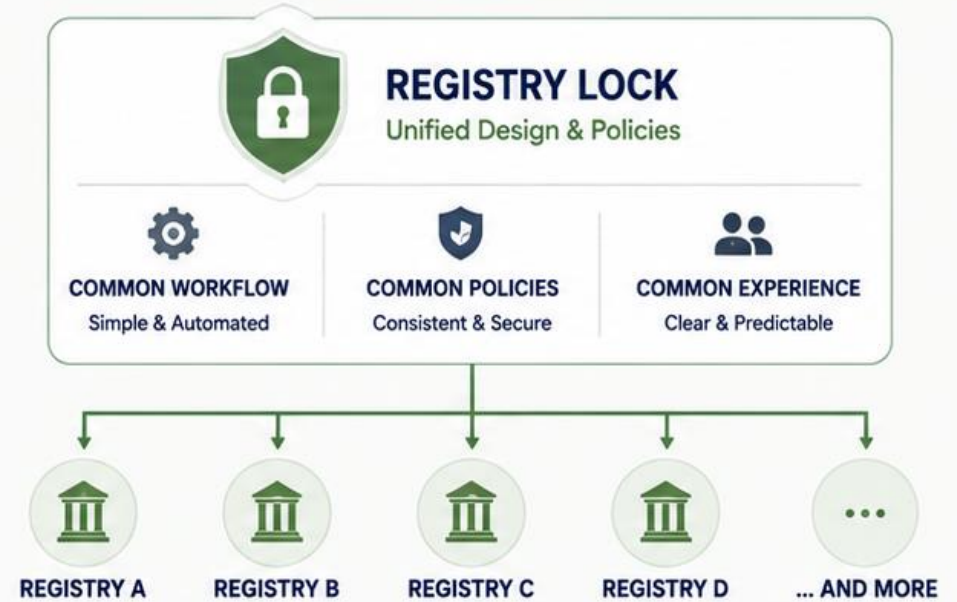 REGISTRY LOCK
Unified Design & Policies
COMMON WORKFLOW
Simple & Automated
COMMON POLICIES
Consistent & Secure
COMMON EXPERIENCE
Clear & Predictable
REGISTRY A
REGISTRY B
REGISTRY C
REGISTRY D
... AND MORE